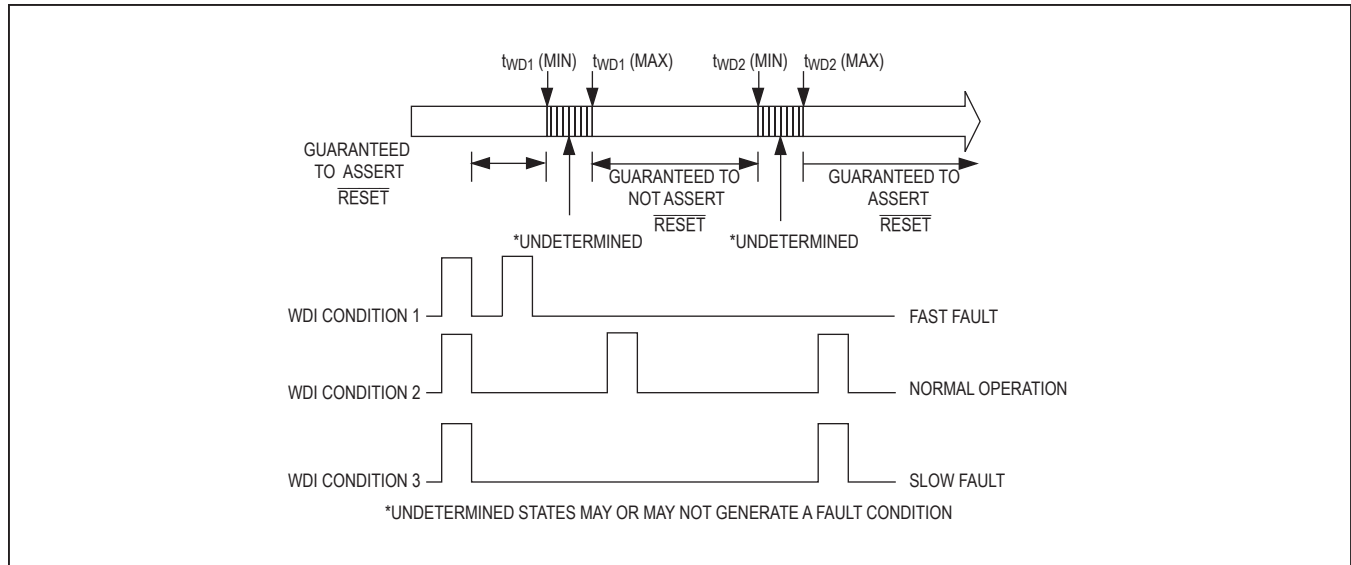 tWD1 (MIN) tWD1 (MAX) tWD2 (MIN) tWD2 (MAX)
GUARANTEED
TO ASSERT
RESET
GUARANTEED TO
NOT ASSERT
RESET
GUARANTEED TO
ASSERT
RESET
*UNDETERMINED
*UNDETERMINED
WDI CONDITION 1
FAST FAULT
WDI CONDITION 2
NORMAL OPERATION
WDI CONDITION 3
SLOW FAULT
*UNDETERMINED STATES MAY OR MAY NOT GENERATE A FAULT CONDITION